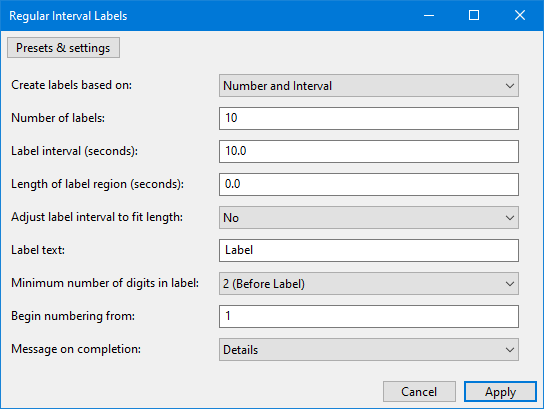 Regular Interval Labels
Presets & settings
Create labels based on: Number and Interval
Number of labels: 10
Label interval (seconds): 10.0
Length of label region (seconds): 0.0
Adjust label interval to fit length: No
Label text: Label
Minimum number of digits in label: 2 (Before Label)
Begin numbering from: 1
Message on completion: Details
Cancel Apply